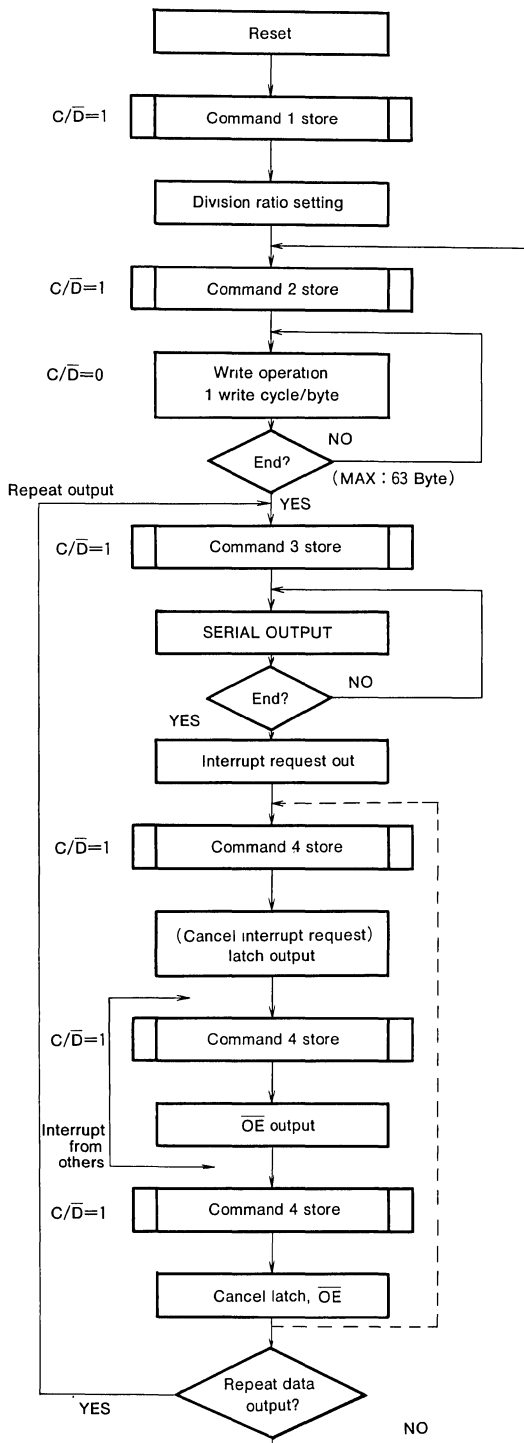 Reset
C/D̅=1
Command 1 store
Division ratio setting
C/D̅=1
Command 2 store
C/D̅=0
Write operation
1 write cycle/byte
End?
NO
(MAX : 63 Byte)
Repeat output
YES
C/D̅=1
Command 3 store
SERIAL OUTPUT
End?
NO
YES
Interrupt request out
C/D̅=1
Command 4 store
(Cancel interrupt request)
latch output
C/D̅=1
Command 4 store
O̅E̅ output
Interrupt
from
others
C/D̅=1
Command 4 store
Cancel latch, O̅E̅
Repeat data
output?
YES
NO